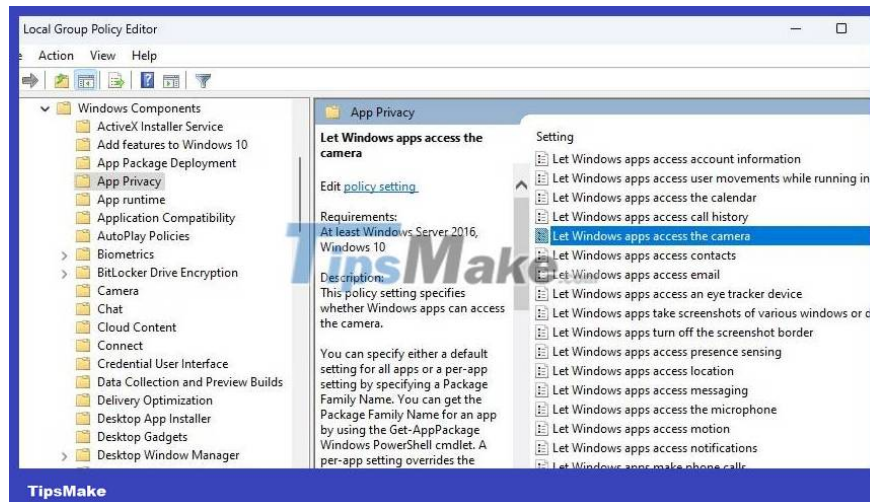 Local Group Policy Editor
Action View Help
Windows Components
ActiveX Installer Service
Add features to Windows 10
App Package Deployment
App Privacy
App runtime
Application Compatibility
AutoPlay Policies
Biometrics
BitLocker Drive Encryption
Camera
Chat
Cloud Content
Connect
Credential User Interface
Data Collection and Preview Builds
Delivery Optimization
Desktop App Installer
Desktop Gadgets
Desktop Window Manager
App Privacy
Let Windows apps access the
camera
Edit policy setting
Requirements:
At least Windows Server 2016,
Windows 10
Description:
This policy setting specifies
whether Windows apps can access
the camera.
You can specify either a default
setting for all apps or a per-app
setting by specifying a Package
Family Name. You can get the
Package Family Name for an app
by using the Get-AppPackage
Windows PowerShell cmdlet. A
per-app setting overrides the
Setting
Let Windows apps access account information
Let Windows apps access user movements while running in
Let Windows apps access the calendar
Let Windows apps access call history
Let Windows apps access the camera
Let Windows apps access contacts
Let Windows apps access email
Let Windows apps access an eye tracker device
Let Windows apps take screenshots of various windows or d
Let Windows apps turn off the screenshot border
Let Windows apps access presence sensing
Let Windows apps access location
Let Windows apps access messaging
Let Windows apps access the microphone
Let Windows apps access motion
Let Windows apps access notifications
Let Windows apps make phone calls
TipsMake.com
TipsMake